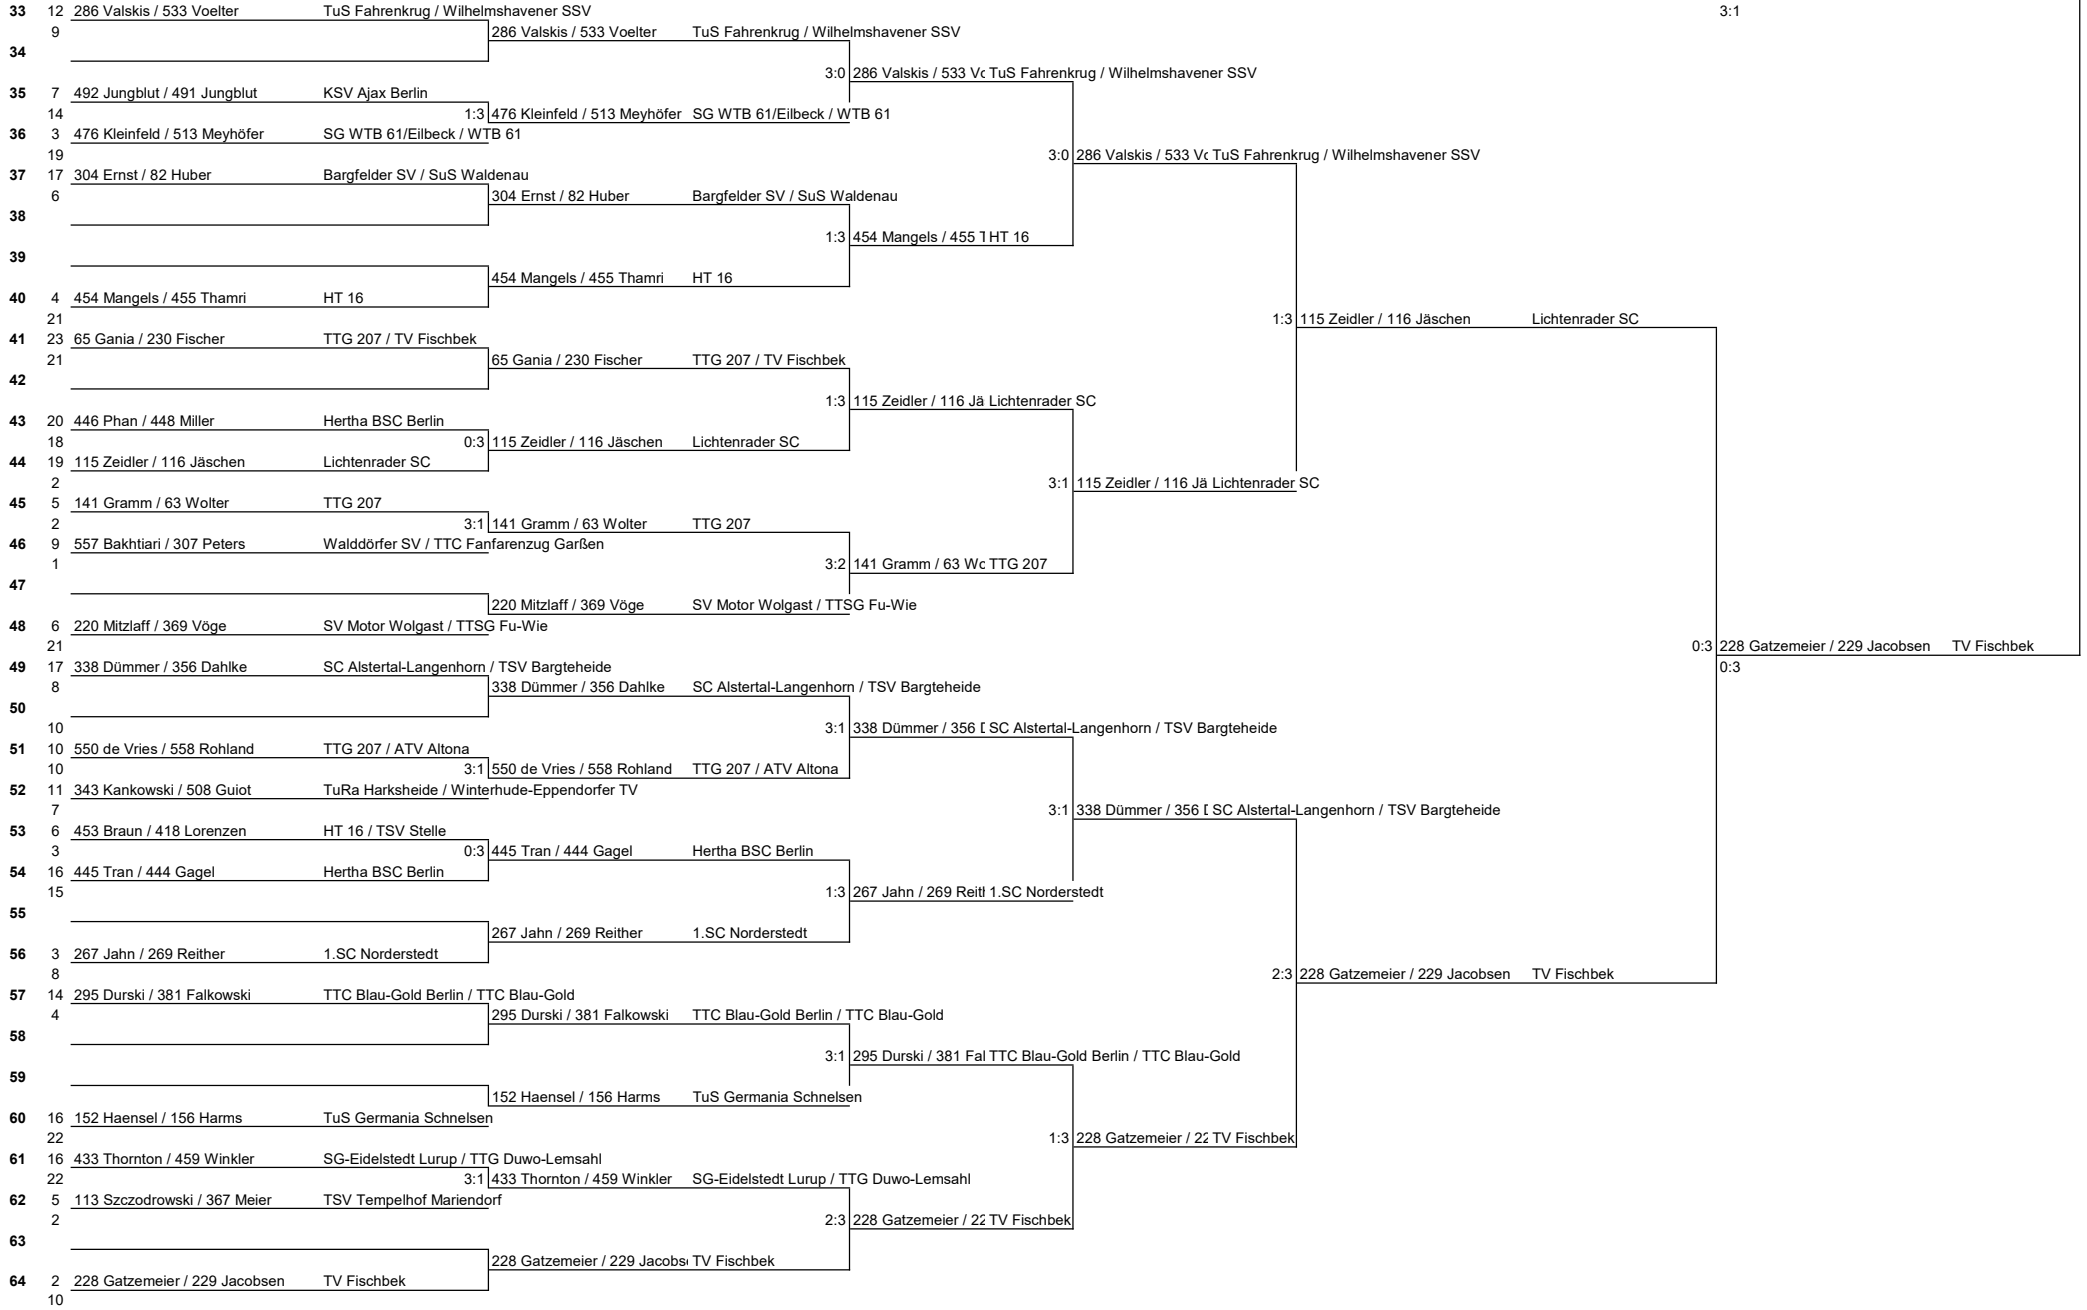 33 12 286 Valskis / 533 Voelter TuS Fahrenkrug / Wilhelmshavener SSV 3:1
9 286 Valskis / 533 Voelter TuS Fahrenkrug / Wilhelmshavener SSV
34
3:0 286 Valskis / 533 Vc TuS Fahrenkrug / Wilhelmshavener SSV
35 7 492 Jungblut / 491 Jungblut KSV Ajax Berlin
14 1:3 476 Kleinfeld / 513 Meyhöfer SG WTB 61/Eilbeck / WTB 61
36 3 476 Kleinfeld / 513 Meyhöfer SG WTB 61/Eilbeck / WTB 61
19 3:0 286 Valskis / 533 Vc TuS Fahrenkrug / Wilhelmshavener SSV
37 17 304 Ernst / 82 Huber Bargfelder SV / SuS Waldenau
6 304 Ernst / 82 Huber Bargfelder SV / SuS Waldenau
38
1:3 454 Mangels / 455 T HT 16
39
454 Mangels / 455 Thamri HT 16
40 4 454 Mangels / 455 Thamri HT 16
21 1:3 115 Zeidler / 116 Jäschen Lichtenrader SC
41 23 65 Gania / 230 Fischer TTG 207 / TV Fischbek
21 65 Gania / 230 Fischer TTG 207 / TV Fischbek
42
1:3 115 Zeidler / 116 Jä Lichtenrader SC
43 20 446 Phan / 448 Miller Hertha BSC Berlin
18 0:3 115 Zeidler / 116 Jäschen Lichtenrader SC
44 19 115 Zeidler / 116 Jäschen Lichtenrader SC
2 3:1 115 Zeidler / 116 Jä Lichtenrader SC
45 5 141 Gramm / 63 Wolter TTG 207
2 3:1 141 Gramm / 63 Wolter TTG 207
46 9 557 Bakhtiari / 307 Peters Walddörfer SV / TTC Fanfarenzug Garßen
1 3:2 141 Gramm / 63 Wc TTG 207
47
220 Mitzlaff / 369 Vöge SV Motor Wolgast / TTSG Fu-Wie
48 6 220 Mitzlaff / 369 Vöge SV Motor Wolgast / TTSG Fu-Wie
21 0:3 228 Gatzemeier / 229 Jacobsen TV Fischbek
49 17 338 Dümmer / 356 Dahlke SC Alstertal-Langenhorn / TSV Bargteheide 0:3
8 338 Dümmer / 356 Dahlke SC Alstertal-Langenhorn / TSV Bargteheide
50
10 3:1 338 Dümmer / 356 [ SC Alstertal-Langenhorn / TSV Bargteheide
51 10 550 de Vries / 558 Rohland TTG 207 / ATV Altona
10 3:1 550 de Vries / 558 Rohland TTG 207 / ATV Altona
52 11 343 Kankowski / 508 Guiot TuRa Harksheide / Winterhude-Eppendorfer TV
7 3:1 338 Dümmer / 356 [ SC Alstertal-Langenhorn / TSV Bargteheide
53 6 453 Braun / 418 Lorenzen HT 16 / TSV Stelle
3 0:3 445 Tran / 444 Gagel Hertha BSC Berlin
54 16 445 Tran / 444 Gagel Hertha BSC Berlin
15 1:3 267 Jahn / 269 Reitl 1.SC Norderstedt
55
267 Jahn / 269 Reither 1.SC Norderstedt
56 3 267 Jahn / 269 Reither 1.SC Norderstedt
8 2:3 228 Gatzemeier / 229 Jacobsen TV Fischbek
57 14 295 Durski / 381 Falkowski TTC Blau-Gold Berlin / TTC Blau-Gold
4 295 Durski / 381 Falkowski TTC Blau-Gold Berlin / TTC Blau-Gold
58
3:1 295 Durski / 381 Fal TTC Blau-Gold Berlin / TTC Blau-Gold
59
152 Haensel / 156 Harms TuS Germania Schnelsen
60 16 152 Haensel / 156 Harms TuS Germania Schnelsen
22 1:3 228 Gatzemeier / 22 TV Fischbek
61 16 433 Thornton / 459 Winkler SG-Eidelstedt Lurup / TTG Duwo-Lemsahl
22 3:1 433 Thornton / 459 Winkler SG-Eidelstedt Lurup / TTG Duwo-Lemsahl
62 5 113 Szczodrowski / 367 Meier TSV Tempelhof Mariendorf
2 2:3 228 Gatzemeier / 22 TV Fischbek
63
228 Gatzemeier / 229 Jacobs TV Fischbek
64 2 228 Gatzemeier / 229 Jacobsen TV Fischbek
10